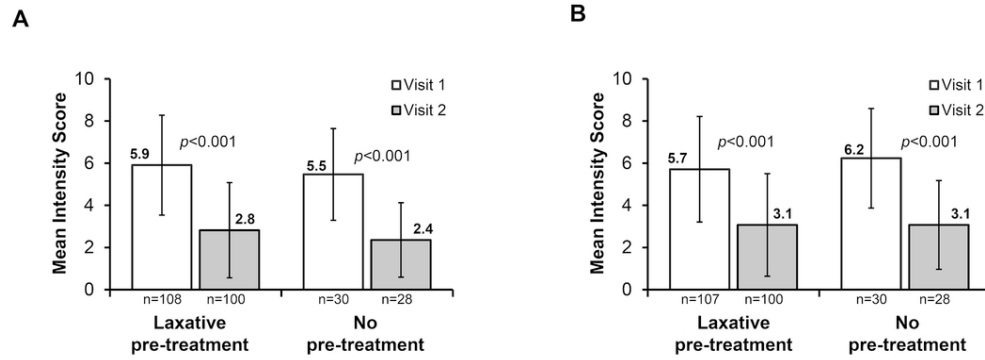 A
Mean Intensity Score
10
8
6
4
2
0
Visit 1
Visit 2
5.9
p<0.001
2.8
5.5
p<0.001
2.4
n=108 n=100 n=30 n=28
Laxative
pre-treatment
No
pre-treatment
B
Mean Intensity Score
10
8
6
4
2
0
Visit 1
Visit 2
5.7
p<0.001
3.1
6.2
p<0.001
3.1
n=107 n=100 n=30 n=28
Laxative
pre-treatment
No
pre-treatment